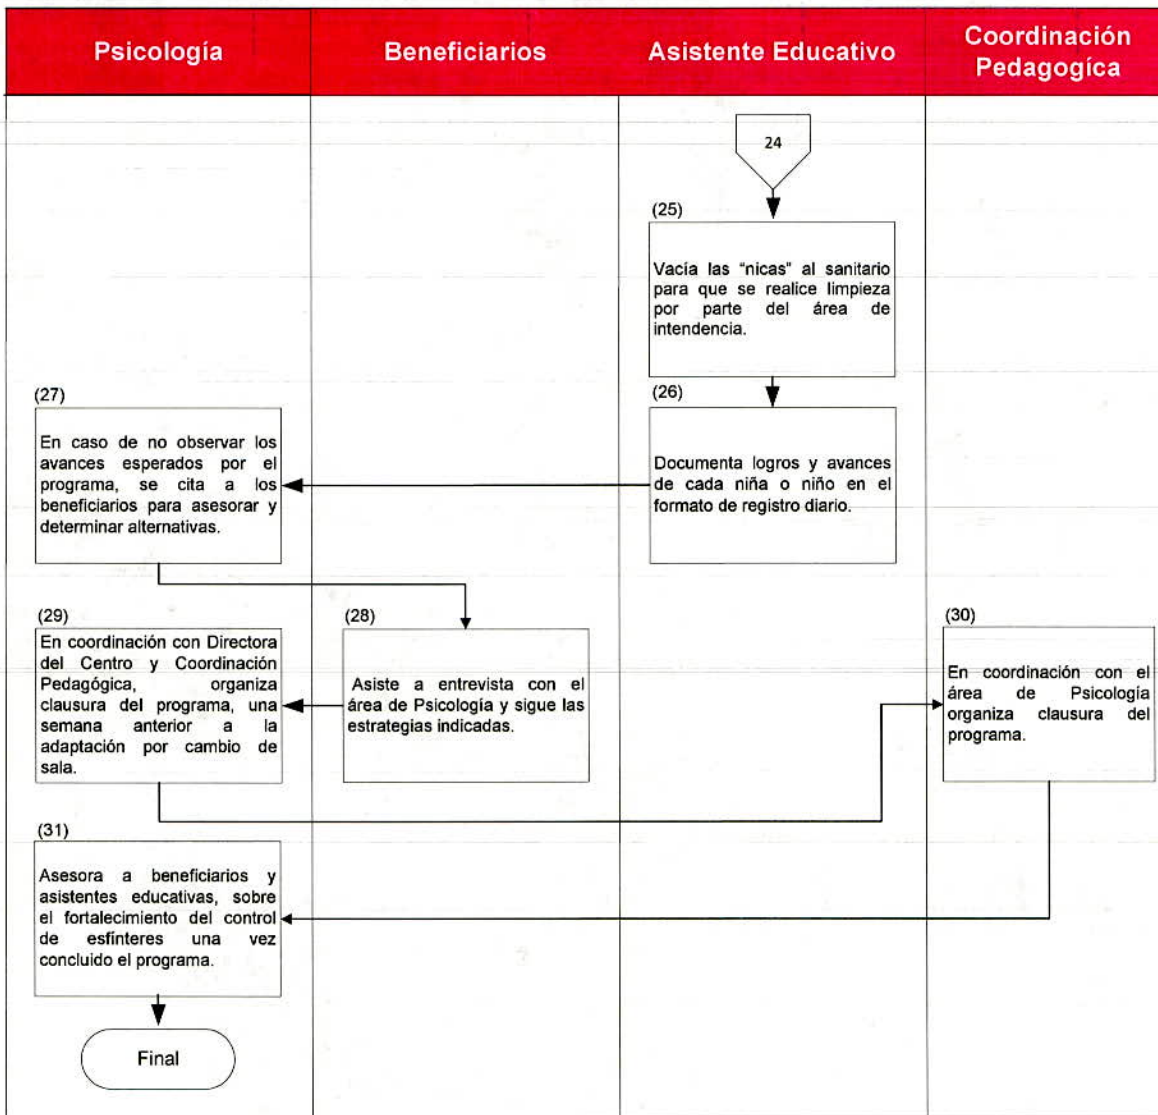 Psicología
Beneficiarios
Asistente Educativo
Coordinación
Pedagogíca
24
(25)
Vacía las "nicas" al sanitario
para que se realice limpieza
por parte del área de
intendencia.
(26)
Documenta logros y avances
de cada niña o niño en el
formato de registro diario.
(27)
En caso de no observar los
avances esperados por el
programa, se cita a los
beneficiarios para asesorar y
determinar alternativas.
(28)
Asiste a entrevista con el
área de Psicología y sigue las
estrategias indicadas.
(29)
En coordinación con Directora
del Centro y Coordinación
Pedagógica, organiza
clausura del programa, una
semana anterior a la
adaptación por cambio de
sala.
(30)
En coordinación con el
área de Psicología
organiza clausura del
programa.
(31)
Asesora a beneficiarios y
asistentes educativas, sobre
el fortalecimiento del control
de esfínteres una vez
concluido el programa.
Final